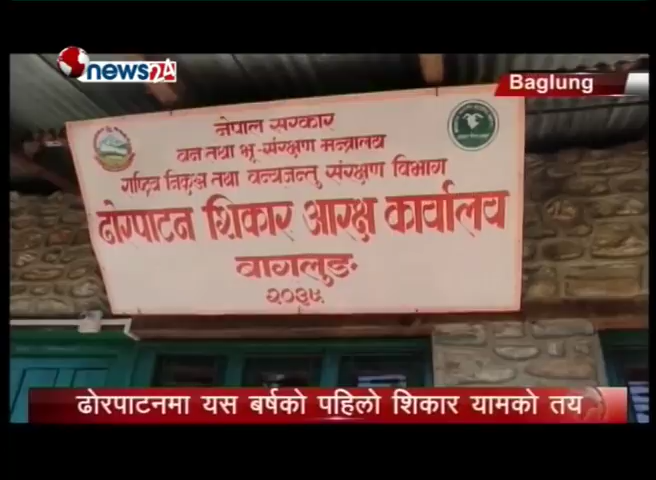 news24
Baglung
नेपाल सरकार
वन तथा भू-संरक्षण मन्त्रालय
राष्ट्रिय निकुञ्ज तथा वन्यजन्तु संरक्षण विभाग
ढोरपाटन शिकार आरक्ष कार्यालय
वागलुङ
२०३५
ढोरपाटनमा यस बर्षको पहिलो शिकार यामको तय